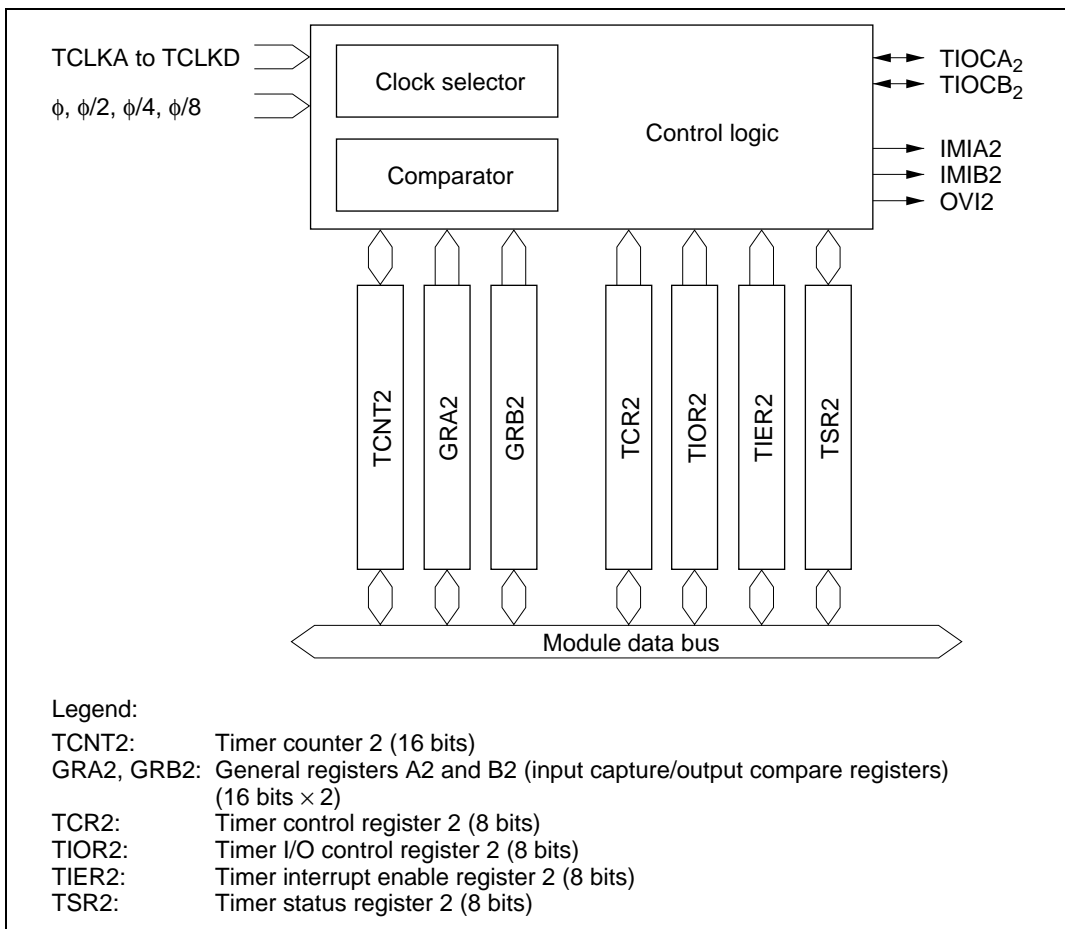 TCLKA to TCLKD
ϕ, ϕ/2, ϕ/4, ϕ/8
Clock selector
Comparator
Control logic
TIOCA₂
TIOCB₂
IMIA2
IMIB2
OVI2
TCNT2
GRA2
GRB2
TCR2
TIOR2
TIER2
TSR2
Module data bus
Legend:
TCNT2: Timer counter 2 (16 bits)
GRA2, GRB2: General registers A2 and B2 (input capture/output compare registers)
(16 bits × 2)
TCR2: Timer control register 2 (8 bits)
TIOR2: Timer I/O control register 2 (8 bits)
TIER2: Timer interrupt enable register 2 (8 bits)
TSR2: Timer status register 2 (8 bits)